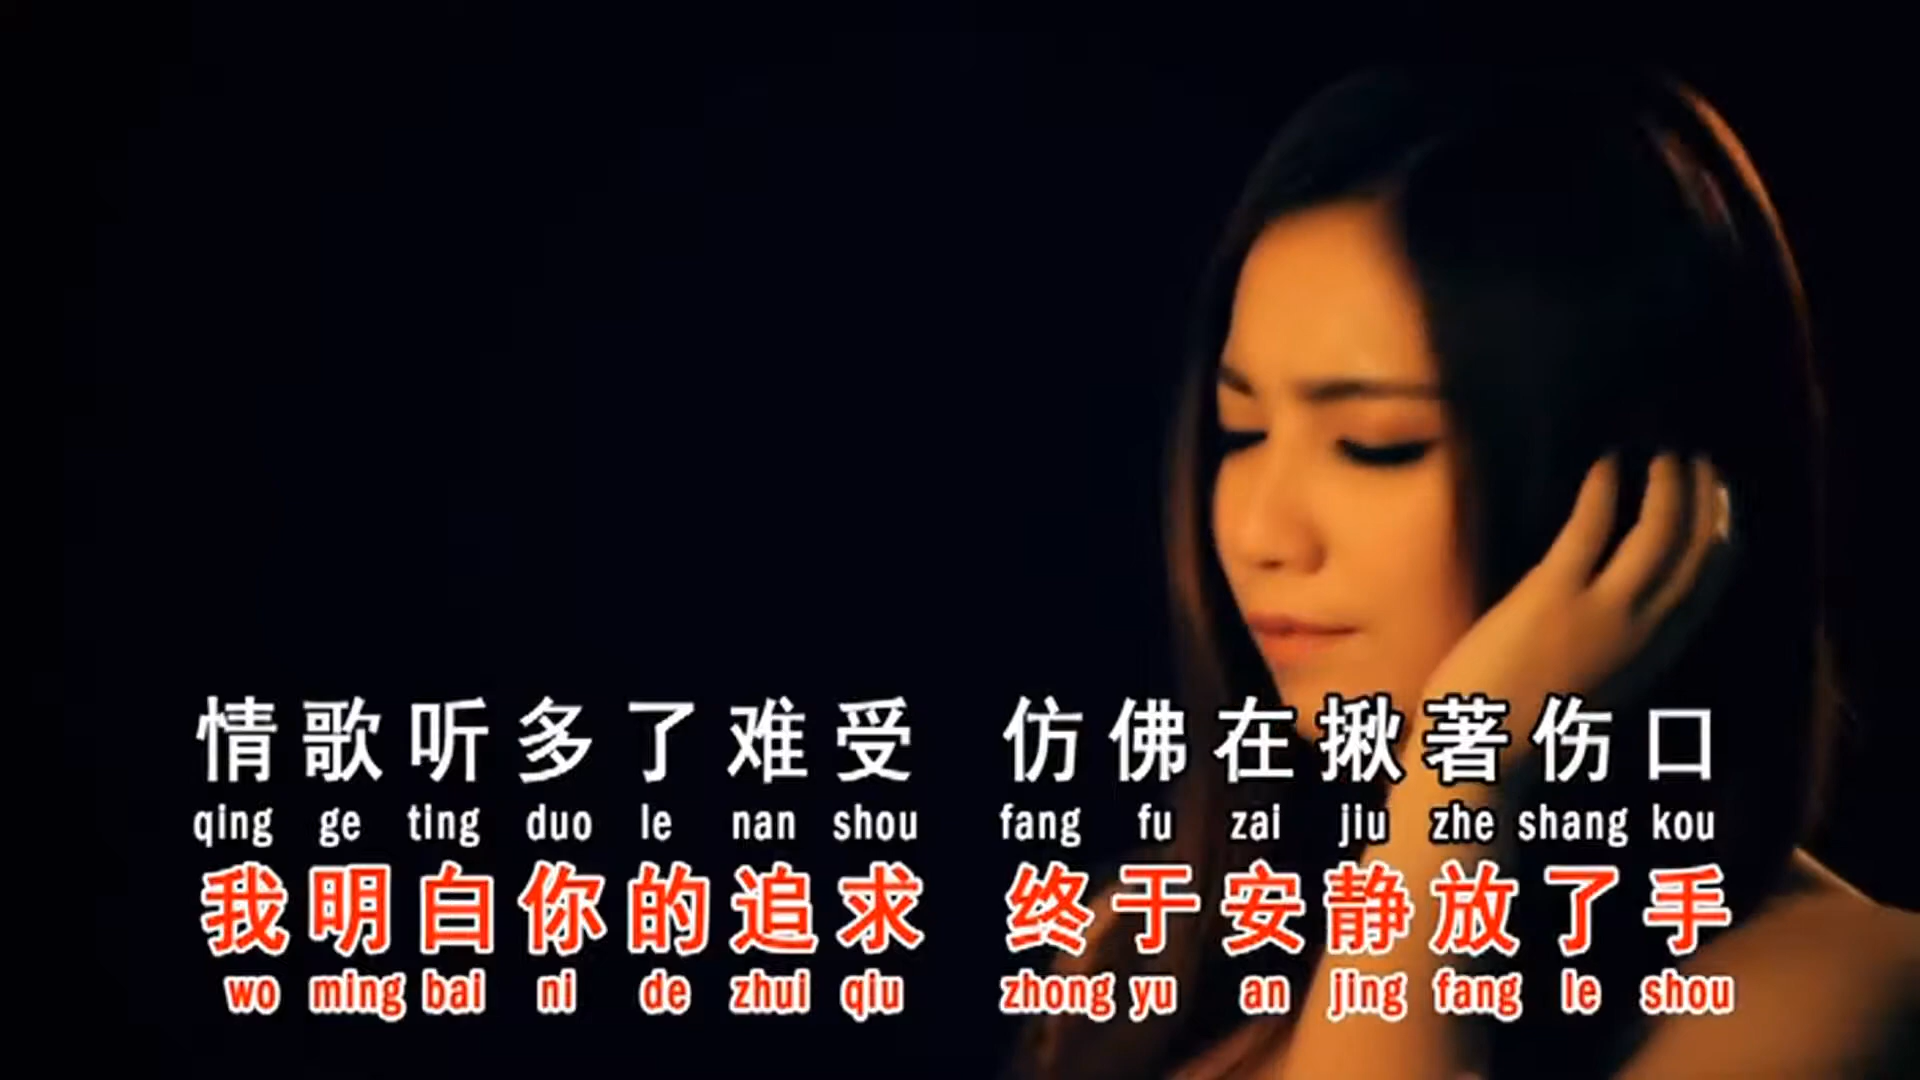 情歌听多了难受 仿佛在揪著伤口
qing ge ting duo le nan shou fang fu zai jiu zhe shang kou
我明白你的追求 终于安静放了手
wo ming bai ni de zhui qiu zhong yu an jing fang le shou